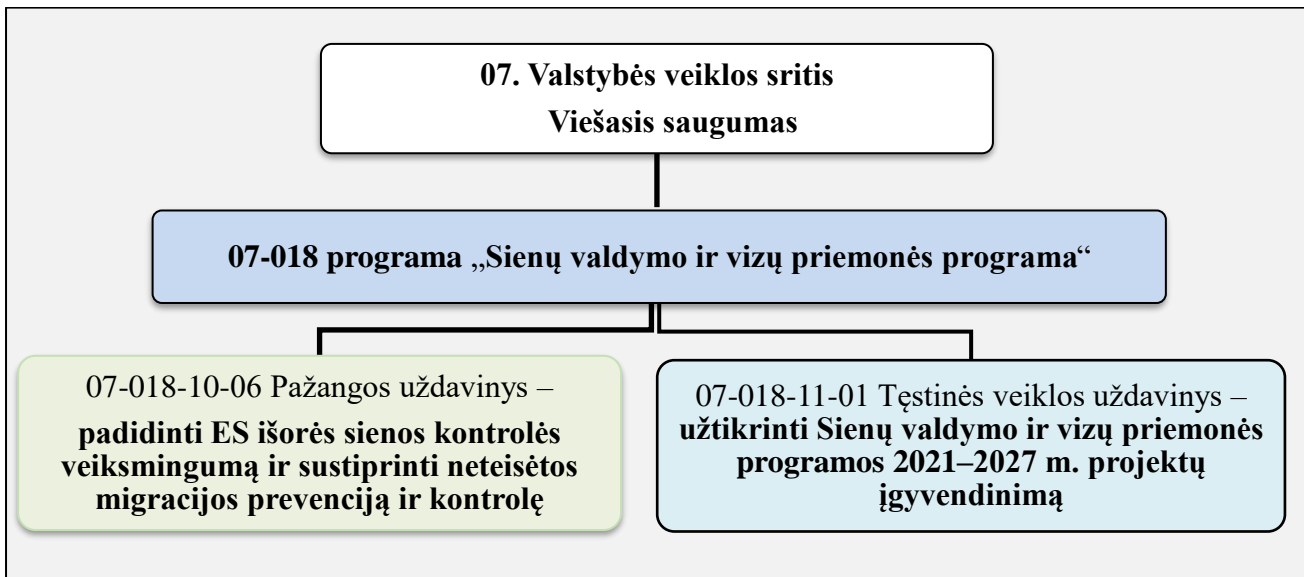 07. Valstybės veiklos sritis
Viešasis saugumas
07-018 programa „Sienų valdymo ir vizų priemonės programa“
07-018-10-06 Pažangos uždavinys –
padidinti ES išorės sienos kontrolės
veiksmingumą ir sustiprinti neteisėtos
migracijos prevenciją ir kontrolę
07-018-11-01 Tęstinės veiklos uždavinys –
užtikrinti Sienų valdymo ir vizų priemonės
programos 2021–2027 m. projektų
įgyvendinimą